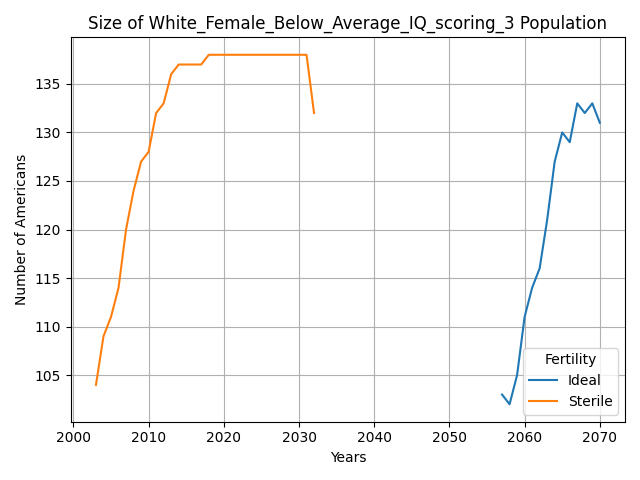 Size of White_Female_Below_Average_IQ_scoring_3 Population
Number of Americans
135
130
125
120
115
110
105
Fertility
Ideal
Sterile
2000 2010 2020 2030 2040 2050 2060 2070
Years